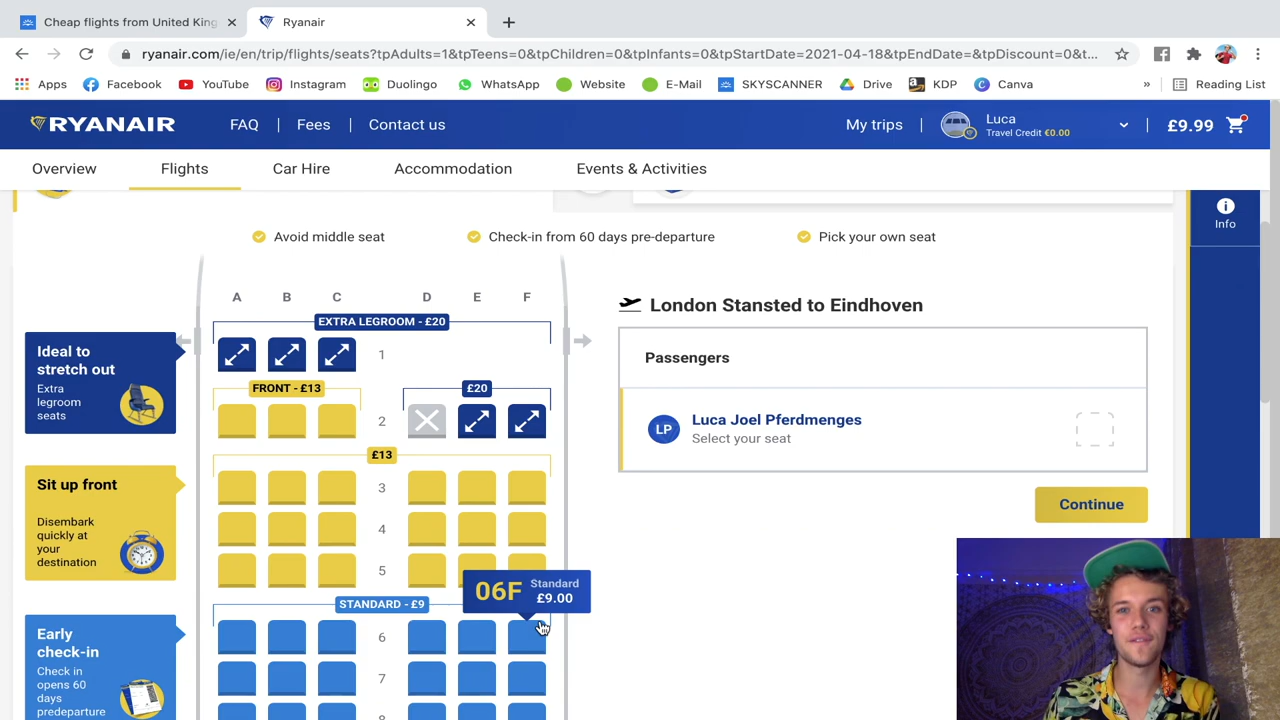 Cheap flights from United King
Ryanair
ryanair.com/ie/en/trip/flights/seats?tpAdults=1&tpTeens=0&tpChildren=0&tpInfants=0&tpStartDate=2021-04-18&tpEndDate=&tpDiscount=0&t...
Apps
Facebook
YouTube
Instagram
Duolingo
WhatsApp
Website
E-Mail
SKYSCANNER
Drive
KDP
Canva
»
Reading List
RYANAIR
FAQ
Fees
Contact us
My trips
Luca
Travel Credit €0.00
£9.99
Overview
Flights
Car Hire
Accommodation
Events & Activities
Info
Avoid middle seat
Check-in from 60 days pre-departure
Pick your own seat
A B C D E F
EXTRA LEGROOM - £20
1
FRONT - £13
£20
2
£13
3
4
5
06F
Standard
£9.00
STANDARD - £9
6
7
8
Ideal to
stretch out
Extra
legroom
seats
Sit up front
Disembark
quickly at
your
destination
Early
check-in
Check in
opens 60
days
predeparture
London Stansted to Eindhoven
Passengers
LP
Luca Joel Pferdmenges
Select your seat
Continue